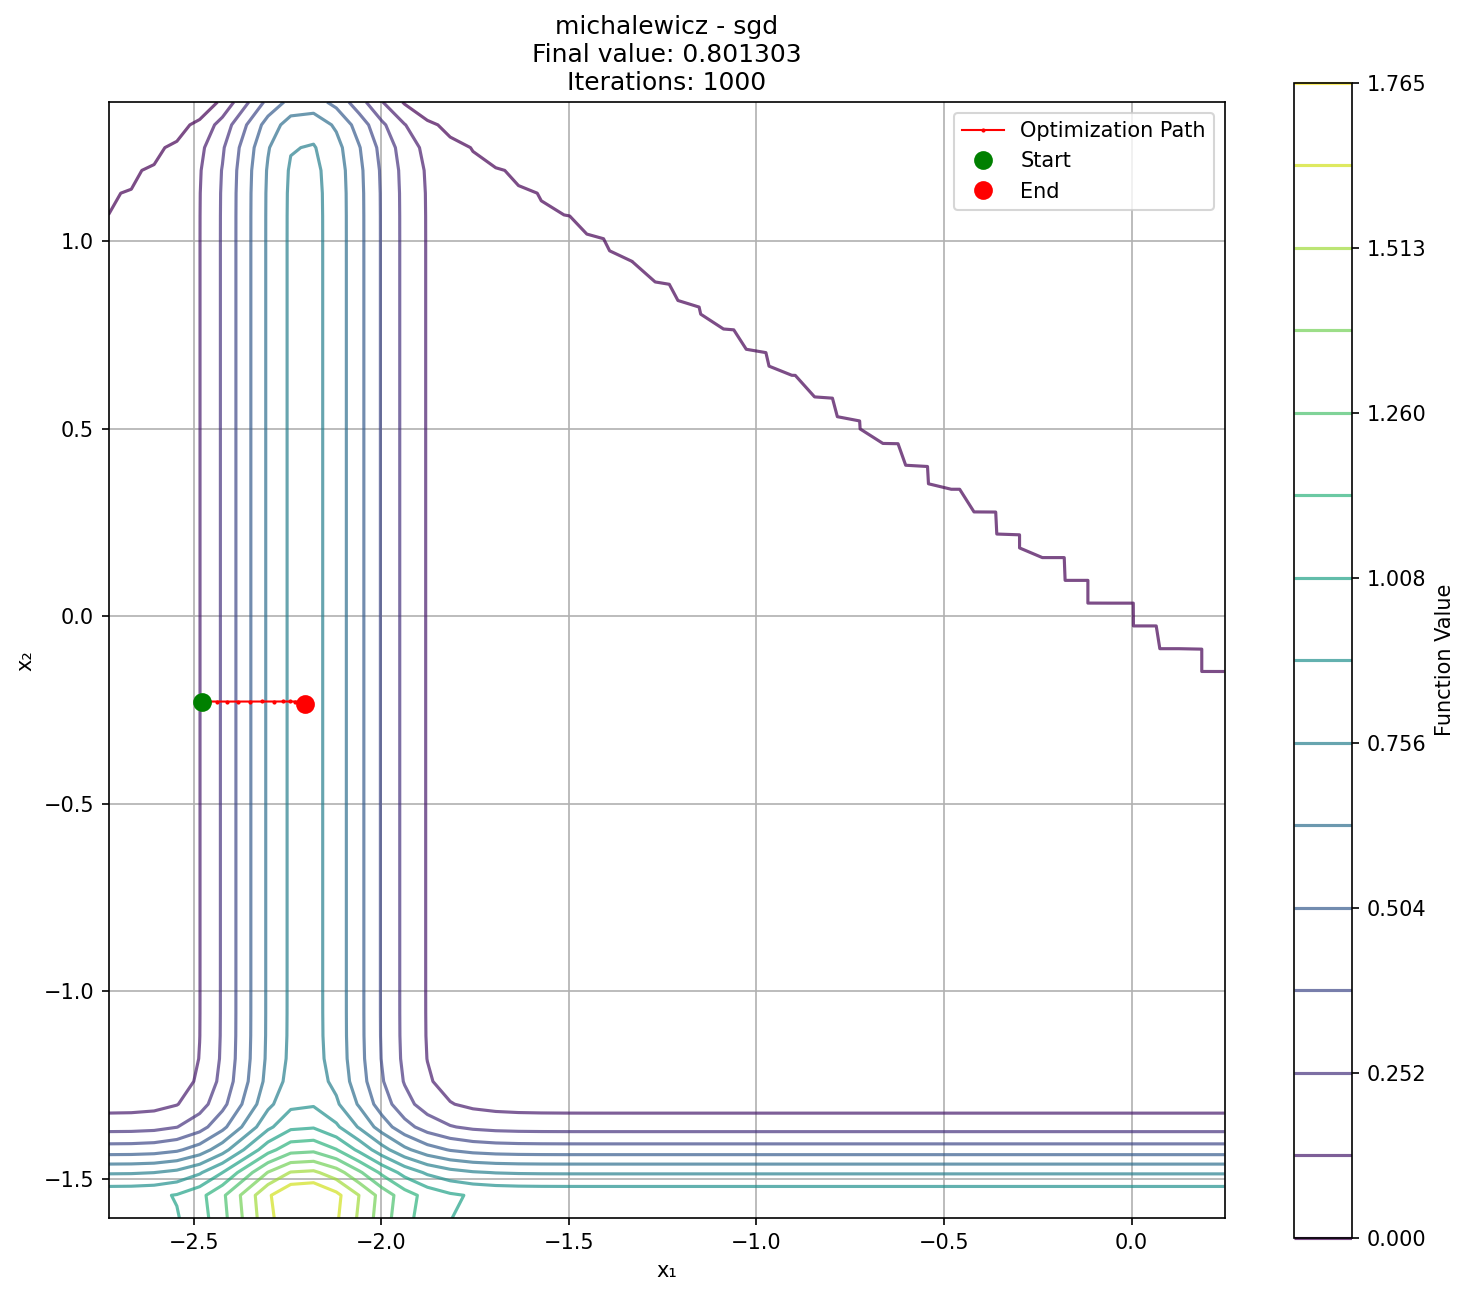 michalewicz - sgd
Final value: 0.801303
Iterations: 1000
Optimization Path
Start
End
1.0
0.5
0.0
−0.5
−1.0
−1.5
x₂
−2.5
−2.0
−1.5
−1.0
−0.5
0.0
x₁
1.765
1.513
1.260
1.008
0.756
0.504
0.252
0.000
Function Value